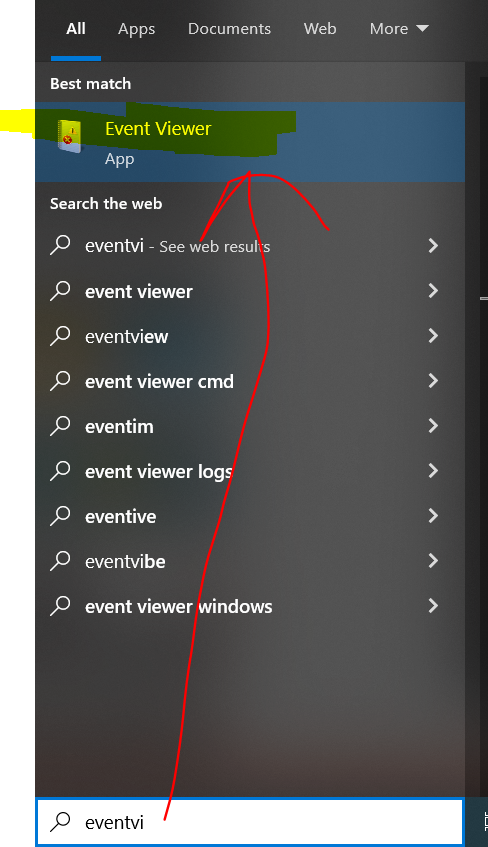 All Apps Documents Web More
Best match
Event Viewer
App
Search the web
eventvi - See web results
event viewer
eventview
event viewer cmd
eventim
event viewer logs
eventive
eventvibe
event viewer windows
eventvi